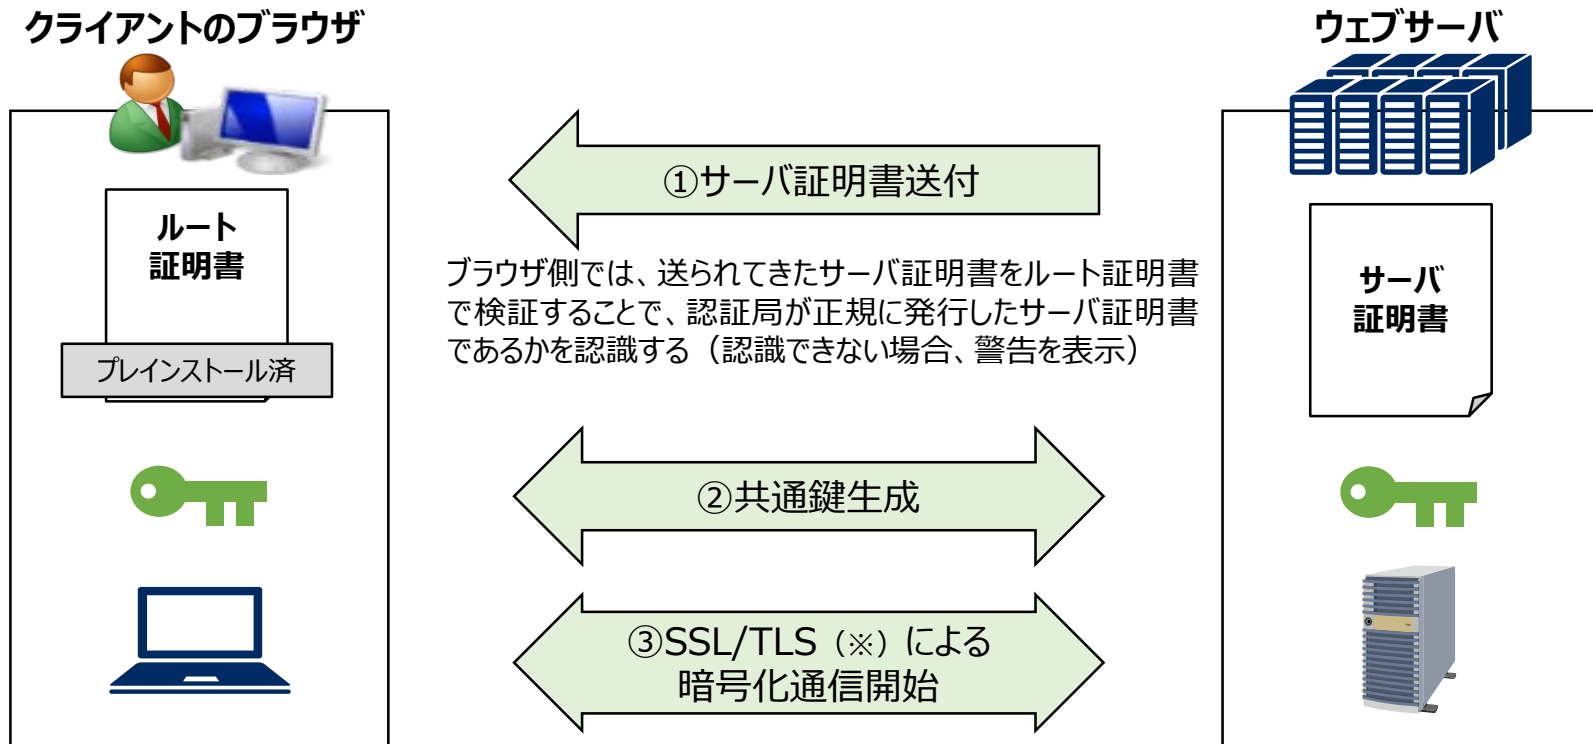 クライアントのブラウザ
ウェブサーバ
①サーバ証明書送付
ルート
証明書
プレインストール済
ブラウザ側では、送られてきたサーバ証明書をルート証明書
で検証することで、認証局が正規に発行したサーバ証明書
であるかを認識する（認識できない場合、警告を表示）
サーバ
証明書
②共通鍵生成
③SSL/TLS（※）による
暗号化通信開始